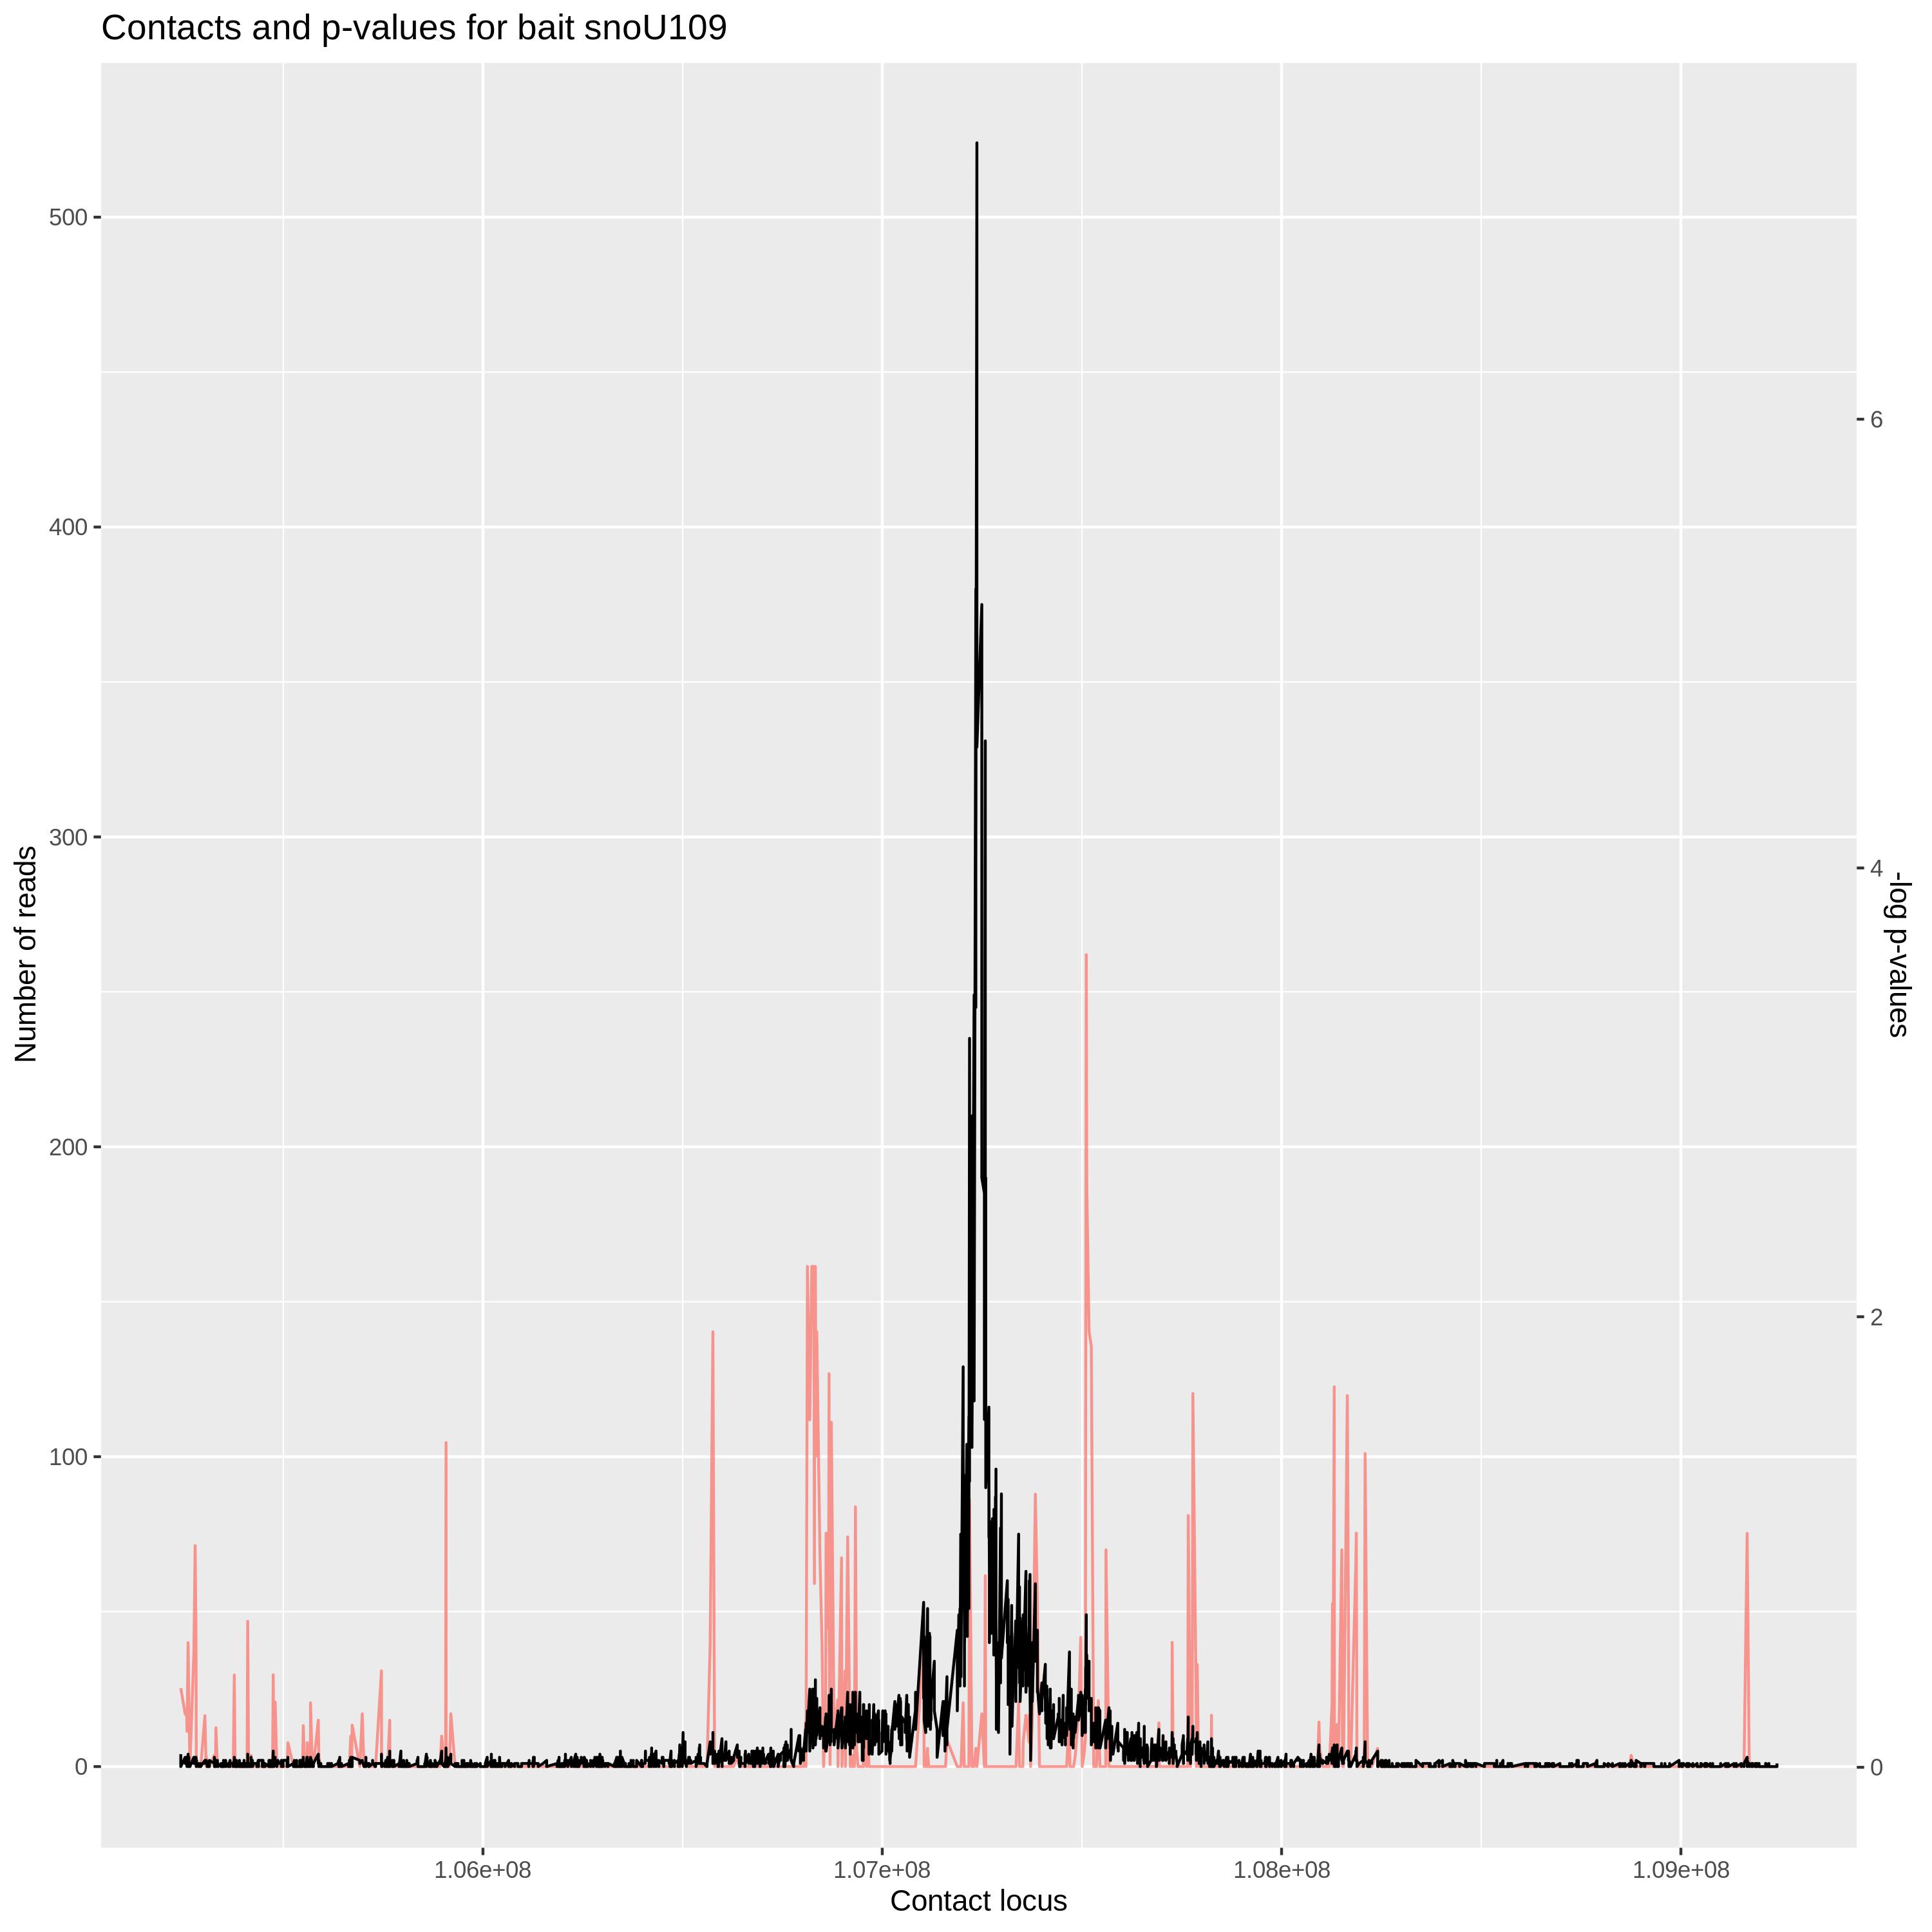 Contacts and p-values for bait snoU109
500
400
300
200
100
0
Number of reads
6
4
2
0
-log p-values
1.06e+08
1.07e+08
1.08e+08
1.09e+08
Contact locus